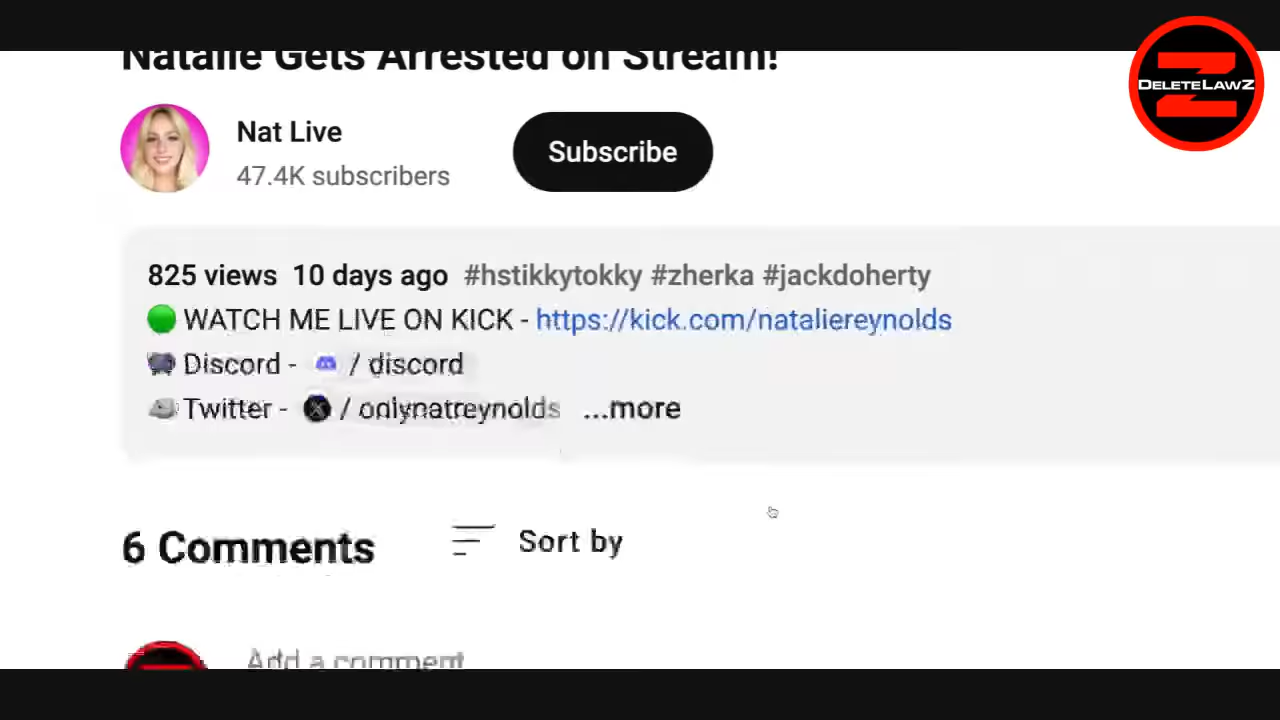 Natalie Gets Arrested on Stream!
DELETELAWZ
Nat Live
47.4K subscribers
Subscribe
825 views 10 days ago #hstikkytokky #zherka #jackdoherty
WATCH ME LIVE ON KICK - https://kick.com/nataliereynolds
Discord - / discord
Twitter - / onlynatreynolds ...more
6 Comments
Sort by
Add a comment